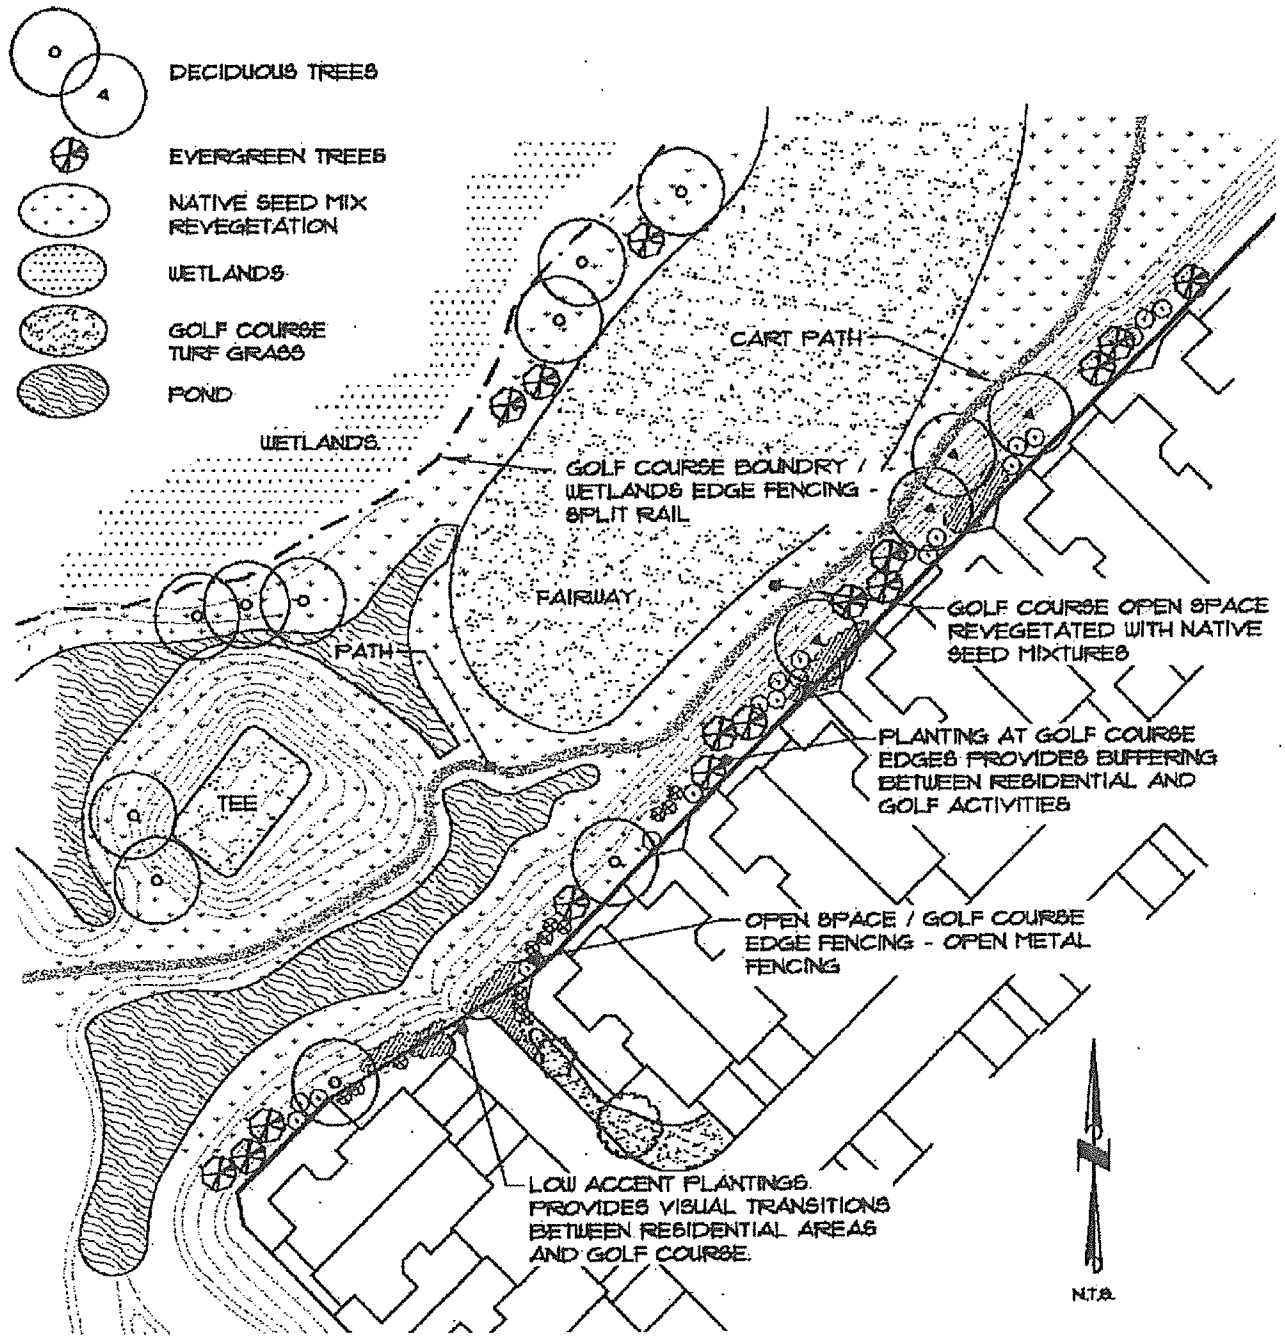 DECIDUOUS TREES
EVERGREEN TREES
NATIVE SEED MIX
REVEGETATION
WETLANDS
GOLF COURSE
TURF GRASS
POND
CART PATH
WETLANDS
GOLF COURSE BOUNDRY /
WETLANDS EDGE FENCING -
SPLIT RAIL
FAIRWAY
PATH
GOLF COURSE OPEN SPACE
REVEGETATED WITH NATIVE
SEED MIXTURES
PLANTING AT GOLF COURSE
EDGES PROVIDES BUFFERING
BETWEEN RESIDENTIAL AND
GOLF ACTIVITIES
TEE
OPEN SPACE / GOLF COURSE
EDGE FENCING - OPEN METAL
FENCING
LOW ACCENT PLANTINGS
PROVIDES VISUAL TRANSITIONS
BETWEEN RESIDENTIAL AREAS
AND GOLF COURSE.
N
N.T.S.